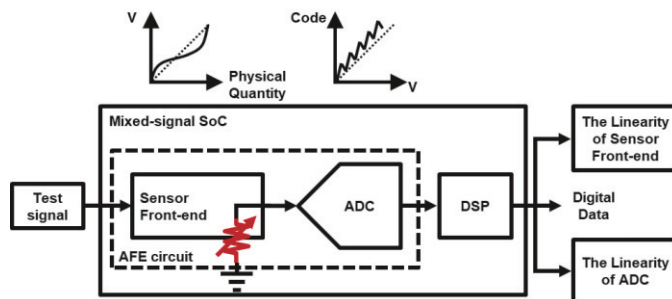 V
Code
Physical
Quantity
V
Mixed-signal SoC
The Linearity
of Sensor
Front-end
Test
signal
Sensor
Front-end
ADC
DSP
Digital
Data
AFE circuit
The Linearity
of ADC